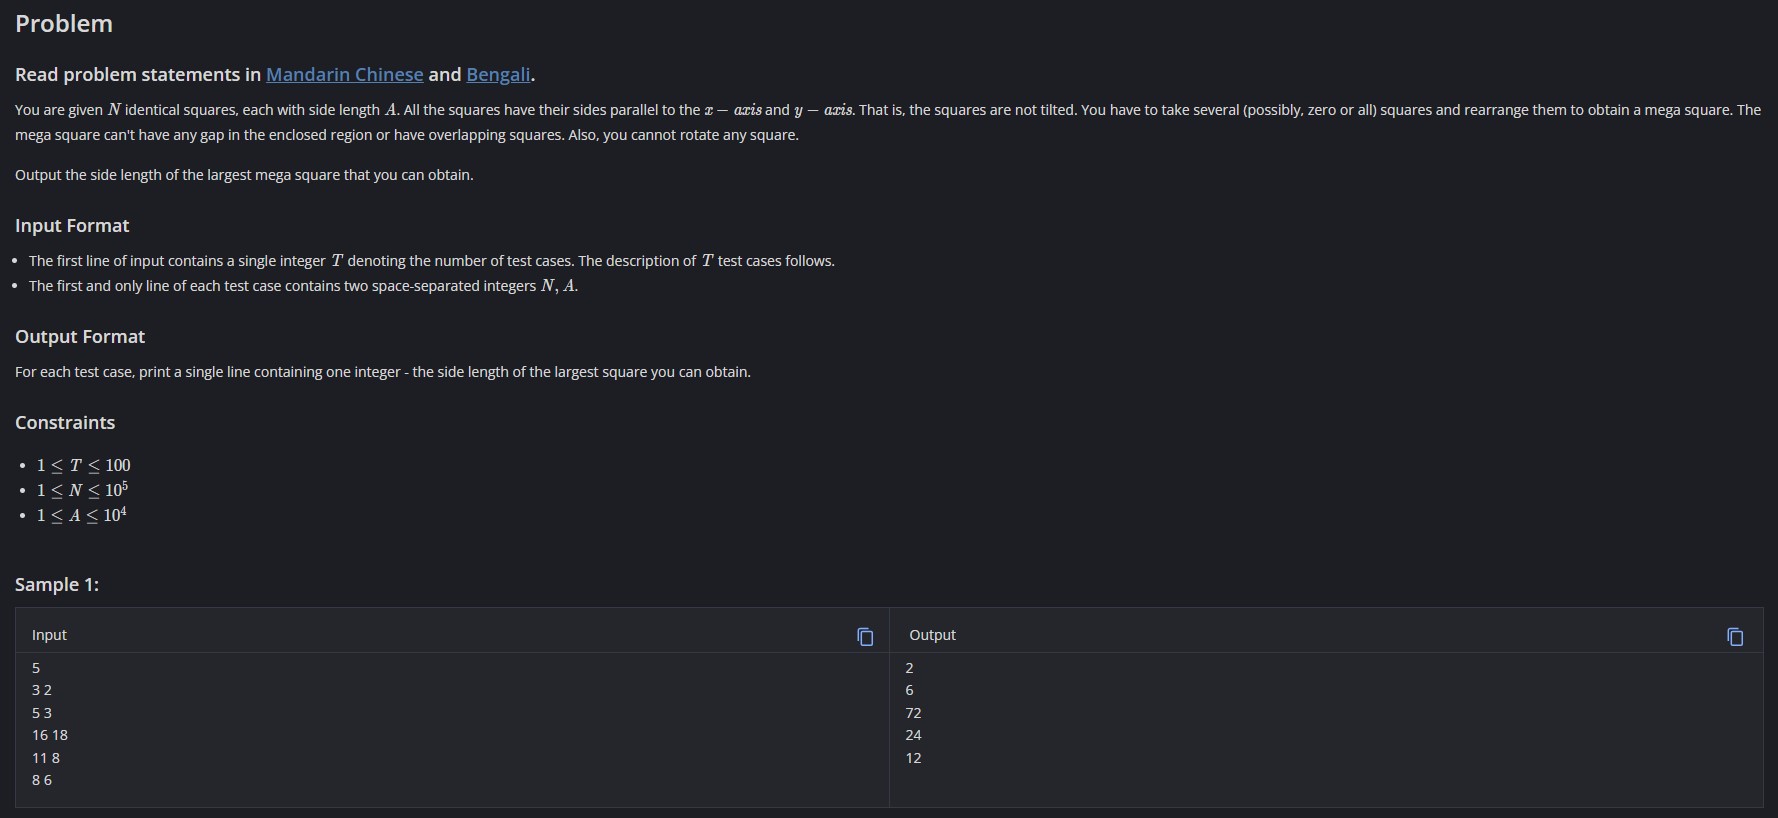 Problem
Read problem statements in Mandarin Chinese and Bengali.
You are given N identical squares, each with side length A. All the squares have their sides parallel to the x − axis and y − axis. That is, the squares are not tilted. You have to take several (possibly, zero or all) squares and rearrange them to obtain a mega square. The
mega square can't have any gap in the enclosed region or have overlapping squares. Also, you cannot rotate any square.
Output the side length of the largest mega square that you can obtain.
Input Format
• The first line of input contains a single integer T denoting the number of test cases. The description of T test cases follows.
• The first and only line of each test case contains two space-separated integers N, A.
Output Format
For each test case, print a single line containing one integer - the side length of the largest square you can obtain.
Constraints
• 1 ≤ T ≤ 100
• 1 ≤ N ≤ 10⁵
• 1 ≤ A ≤ 10⁴
Sample 1:
Input
Output
5
3 2
5 3
16 18
11 8
8 6
2
6
72
24
12